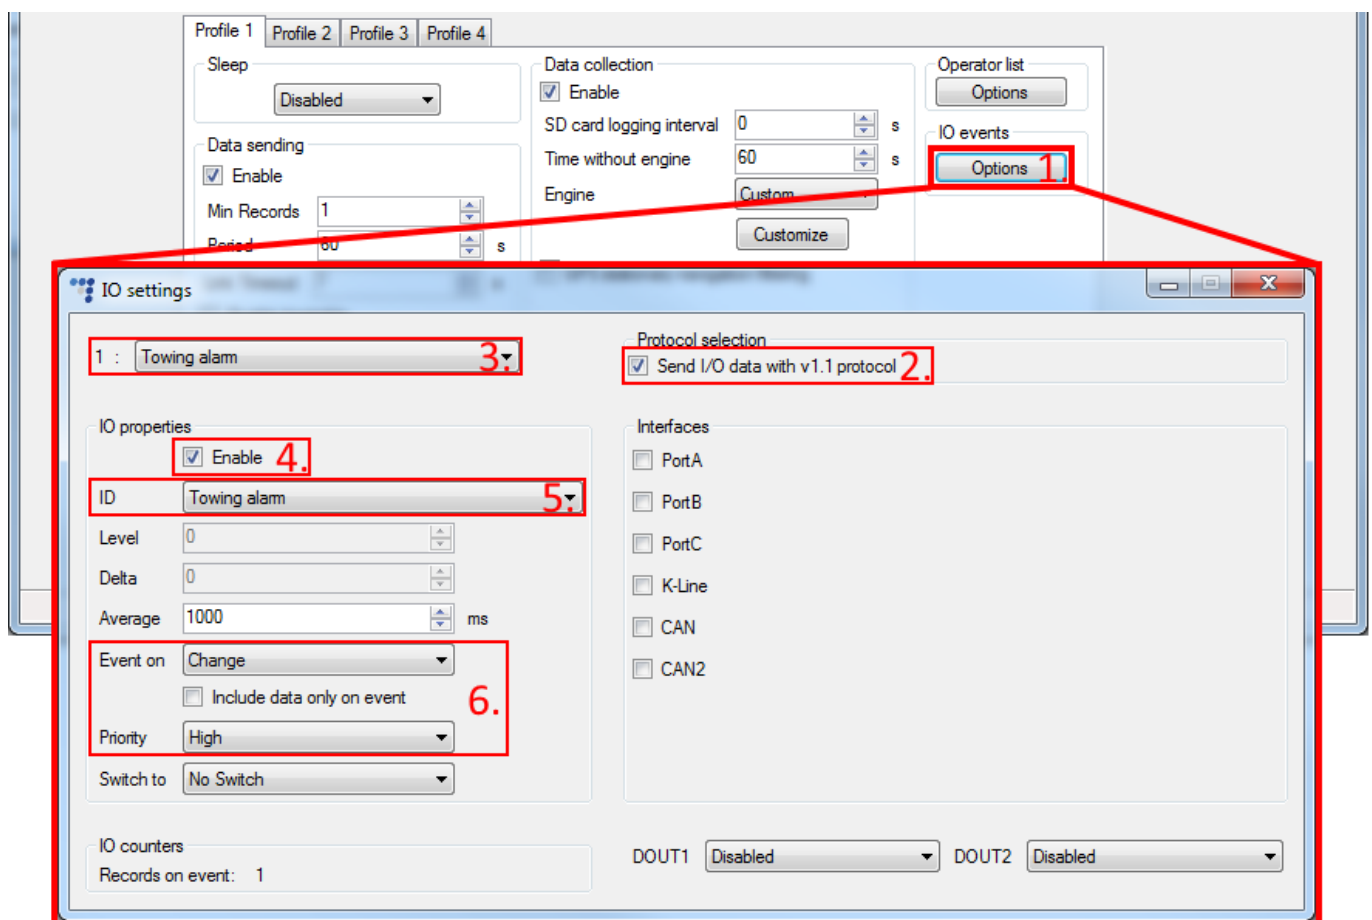 Profile 1 Profile 2 Profile 3 Profile 4
Sleep
Disabled
Data sending
Enable
Min Records 1
Period 60 s
Data collection
Enable
SD card logging interval 0 s
Time without engine 60 s
Engine Custom
Customize
Operator list
Options
IO events
Options 1.
IO settings
1 : Towing alarm 3.
Protocol selection
Send I/O data with v1.1 protocol 2.
IO properties
Enable 4.
ID Towing alarm 5.
Level 0
Delta 0
Average 1000 ms
Event on Change
Include data only on event 6.
Priority High
Switch to No Switch
Interfaces
PortA
PortB
PortC
K-Line
CAN
CAN2
IO counters
Records on event: 1
DOUT1 Disabled DOUT2 Disabled